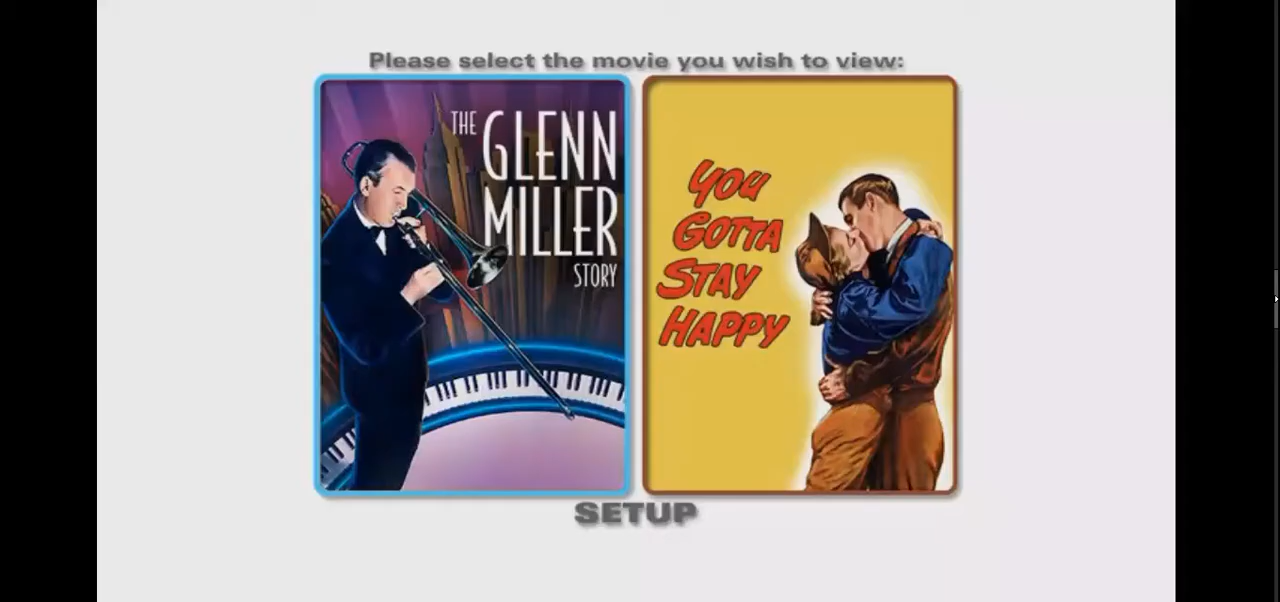 Please select the movie you wish to view:
THE GLENN
MILLER
STORY
YOU
GOTTA
STAY
HAPPY
SETUP